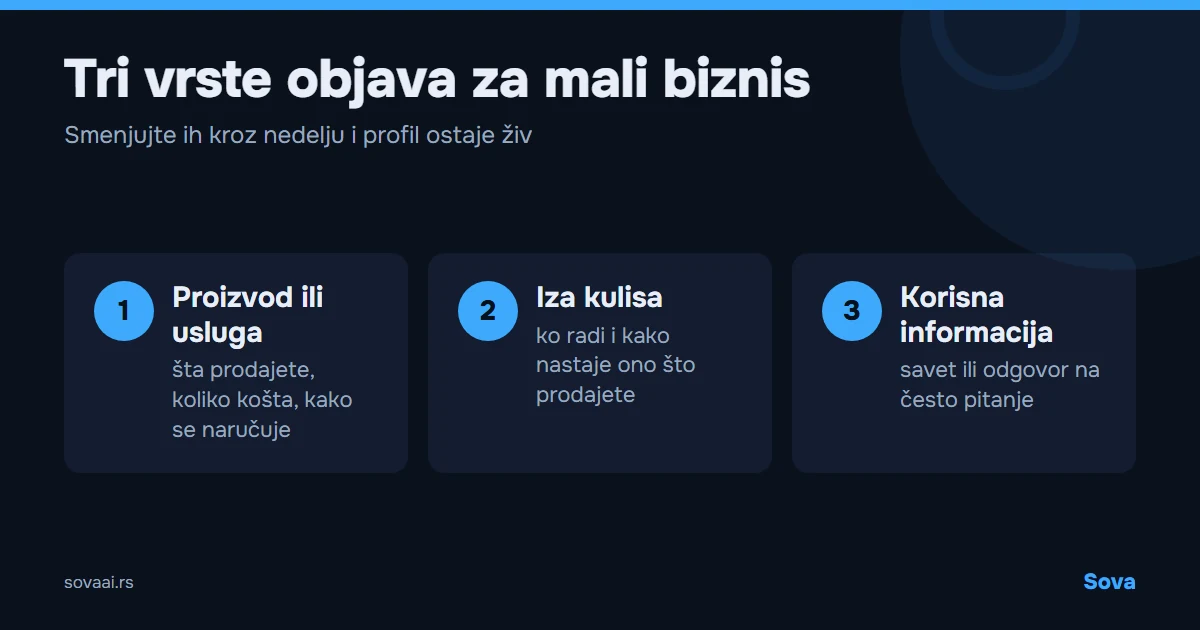 Tri vrste objava za mali biznis
Smenjujte ih kroz nedelju i profil ostaje živ
1
Proizvod ili
usluga
šta prodajete,
koliko košta, kako
se naručuje
2
Iza kulisa
ko radi i kako
nastaje ono što
prodajete
3
Korisna
informacija
savet ili odgovor na
često pitanje
sovaai.rs
Sova